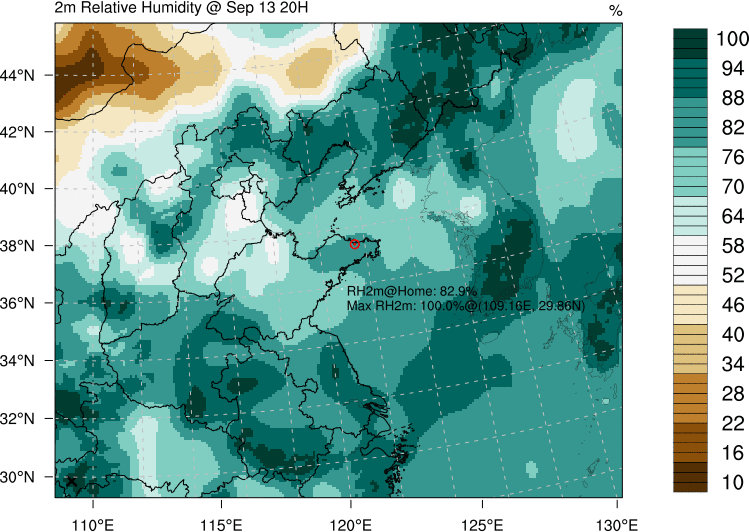 2m Relative Humidity @ Sep 13 20H
%
44°N
42°N
40°N
38°N
36°N
34°N
32°N
30°N
110°E
115°E
120°E
125°E
130°E
RH2m@Home: 82.9%
Max RH2m: 100.0%@(109.16E, 29.86N)
100
94
88
82
76
70
64
58
52
46
40
34
28
22
16
10